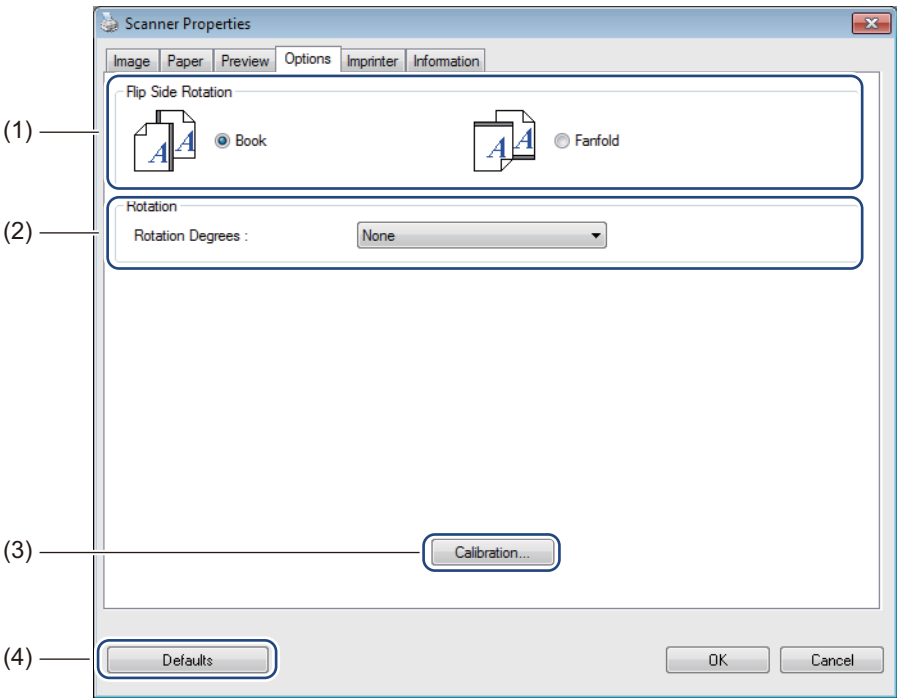 Scanner Properties
Image Paper Preview Options Imprinter Information
Flip Side Rotation
(1)
A A Book A A Fanfold
Rotation
(2)
Rotation Degrees : None
(3)
Calibration...
(4)
Defaults OK Cancel